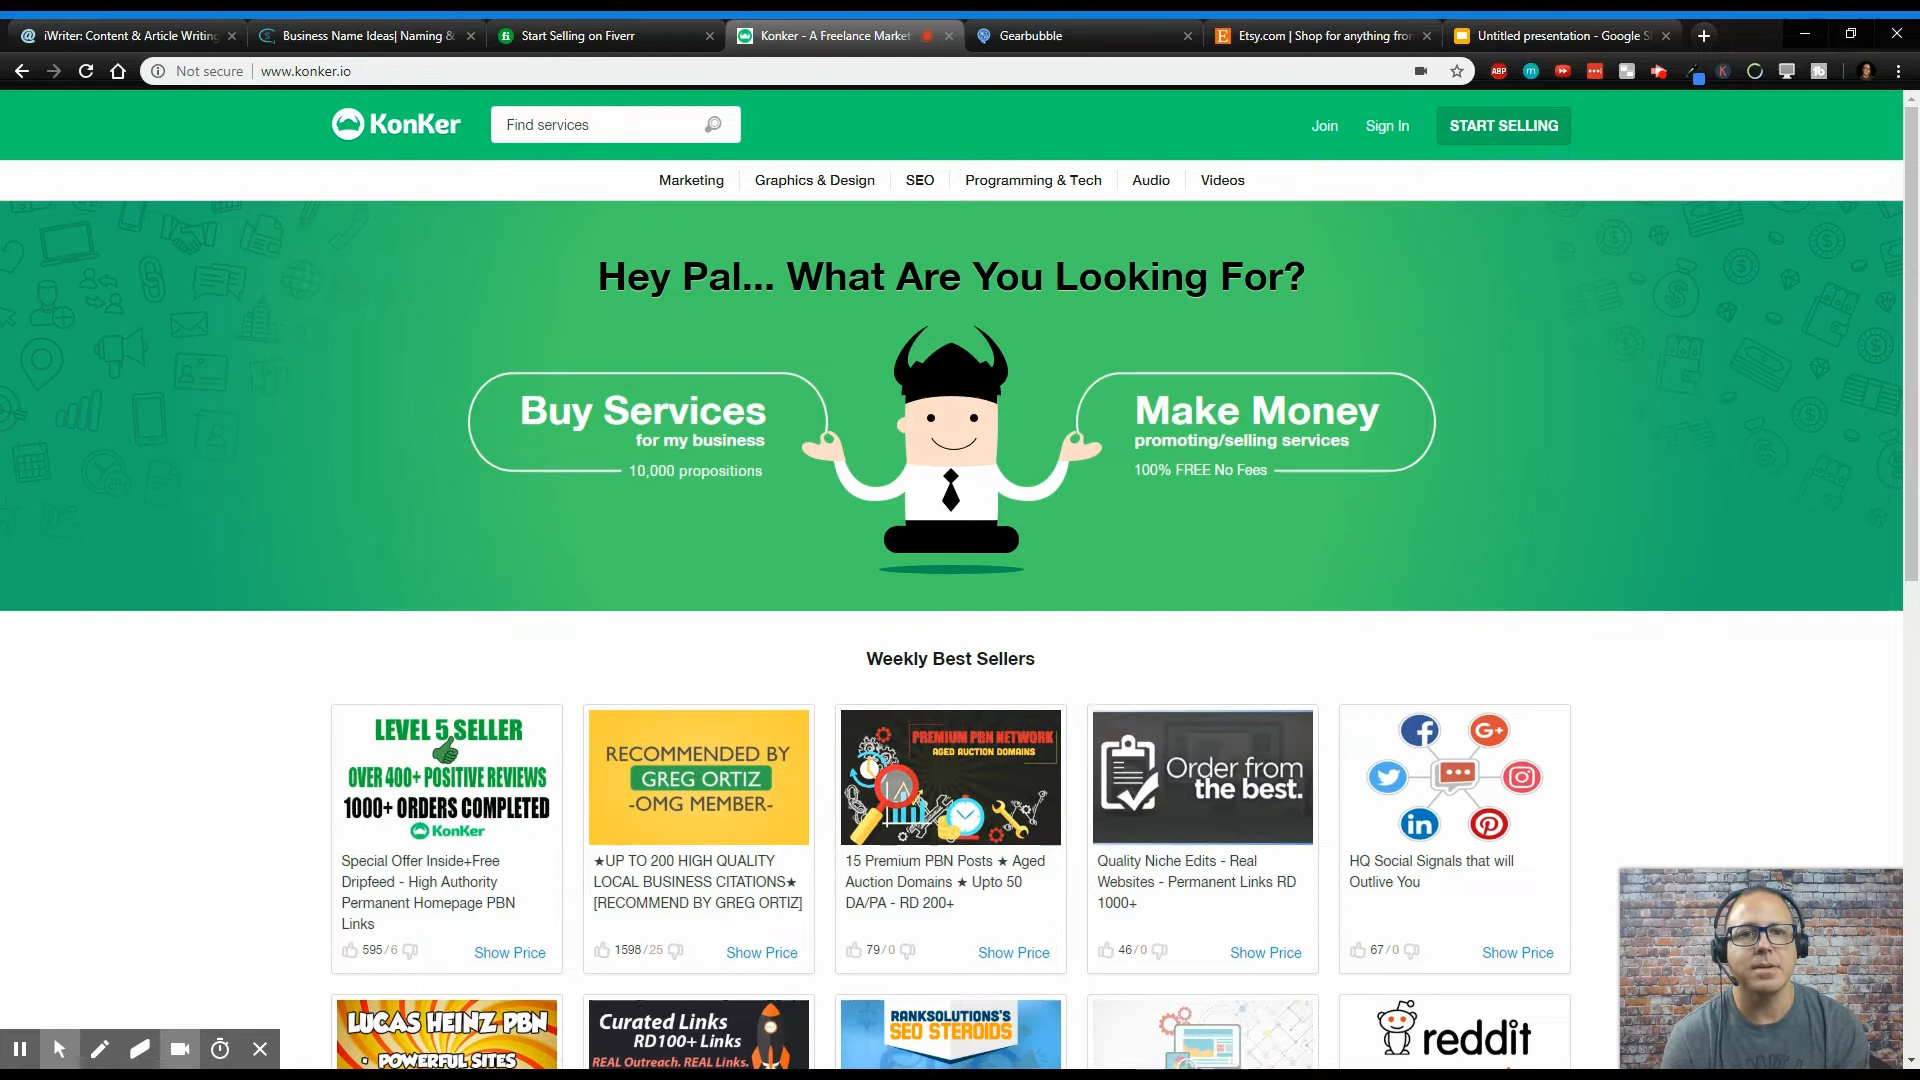 iWriter: Content & Article Writing
Business Name Ideas| Naming &
Start Selling on Fiverr
Konker - A Freelance Market
Gearbubble
Etsy.com | Shop for anything from
Untitled presentation - Google Sl
Not secure
www.konker.io
ABP
KonKer
Find services
Join
Sign In
START SELLING
Marketing
Graphics & Design
SEO
Programming & Tech
Audio
Videos
Hey Pal... What Are You Looking For?
Buy Services
for my business
10,000 propositions
Make Money
promoting/selling services
100% FREE No Fees
Weekly Best Sellers
LEVEL 5 SELLER
OVER 400+ POSITIVE REVIEWS
1000+ ORDERS COMPLETED
KonKer
Special Offer Inside+Free
Dripfeed - High Authority
Permanent Homepage PBN
Links
595 / 6
Show Price
RECOMMENDED BY
GREG ORTIZ
-OMG MEMBER-
★UP TO 200 HIGH QUALITY
LOCAL BUSINESS CITATIONS★
[RECOMMEND BY GREG ORTIZ]
1598 / 25
Show Price
PREMIUM PBN NETWORK
AGED AUCTION DOMAINS
15 Premium PBN Posts ★ Aged
Auction Domains ★ Upto 50
DA/PA - RD 200+
79 / 0
Show Price
Order from
the best.
Quality Niche Edits - Real
Websites - Permanent Links RD
1000+
46 / 0
Show Price
G+
in
HQ Social Signals that will
Outlive You
67 / 0
Show Price
LUCAS HEINZ PBN
POWERFUL SITES
Curated Links
RD100+ Links
REAL Outreach. REAL Links.
RANKSOLUTIONS'S
SEO STEROIDS
reddit